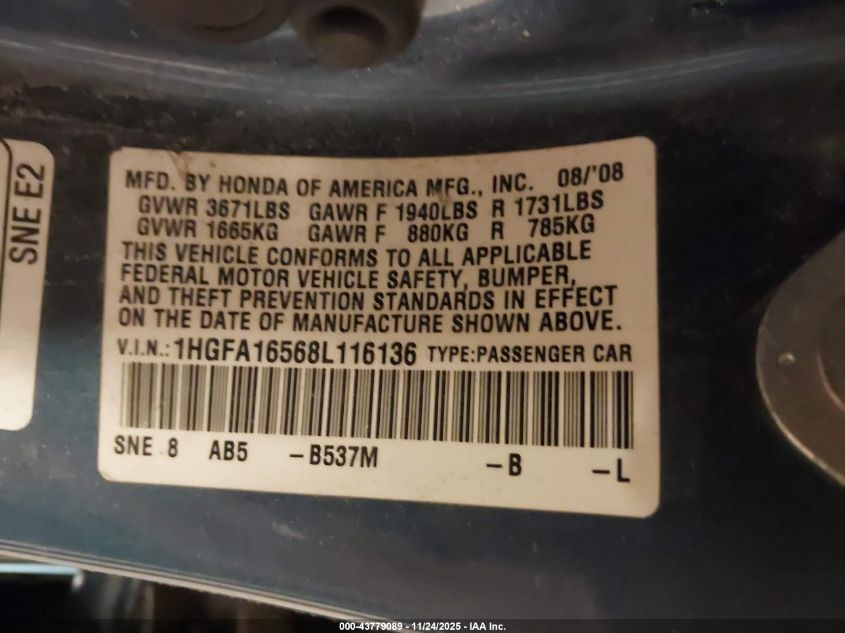 SNE E2
MFD. BY HONDA OF AMERICA MFG., INC. 08/'08
GVWR 3671LBS GAWR F 1940LBS R 1731LBS
GVWR 1665KG GAWR F 880KG R 785KG
THIS VEHICLE CONFORMS TO ALL APPLICABLE
FEDERAL MOTOR VEHICLE SAFETY, BUMPER,
AND THEFT PREVENTION STANDARDS IN EFFECT
ON THE DATE OF MANUFACTURE SHOWN ABOVE.
V.I.N.: 1HGFA16568L116136 TYPE:PASSENGER CAR
SNE 8 AB5 -B537M -B -L
000-43779089 - 11/24/2025 - IAA Inc.